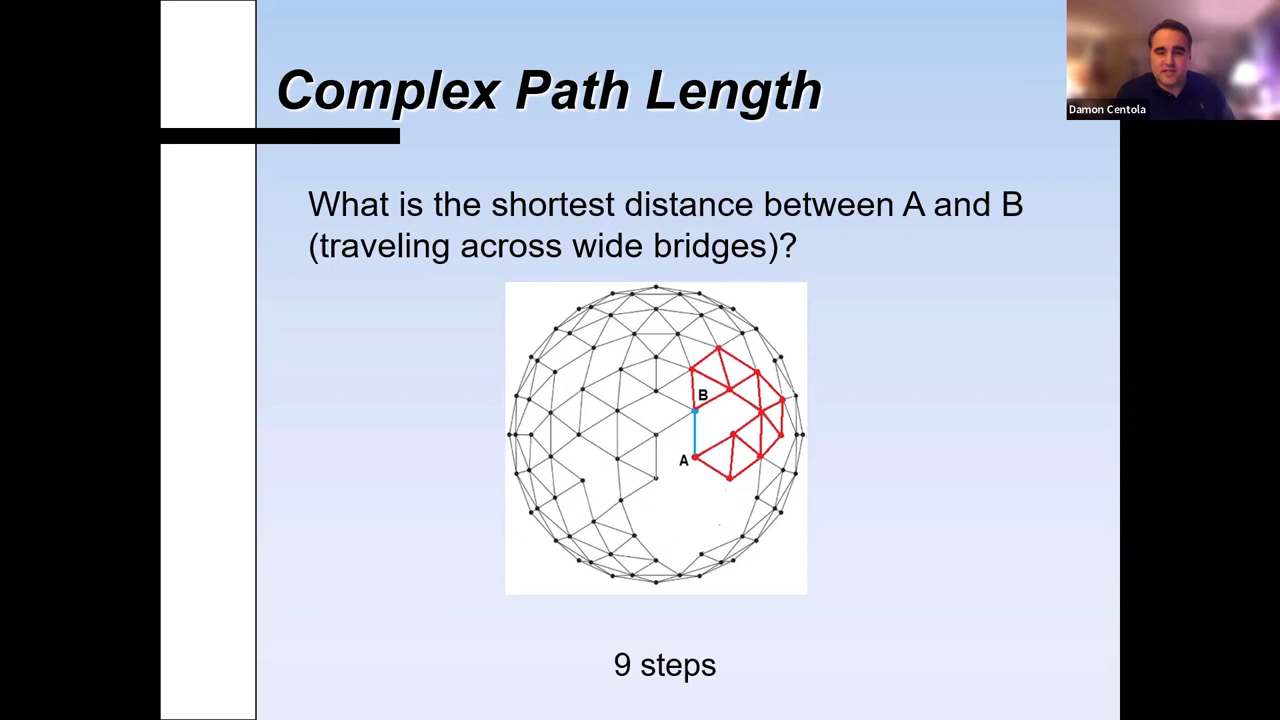 Complex Path Length
Damon Centola
What is the shortest distance between A and B
(traveling across wide bridges)?
B
A
9 steps